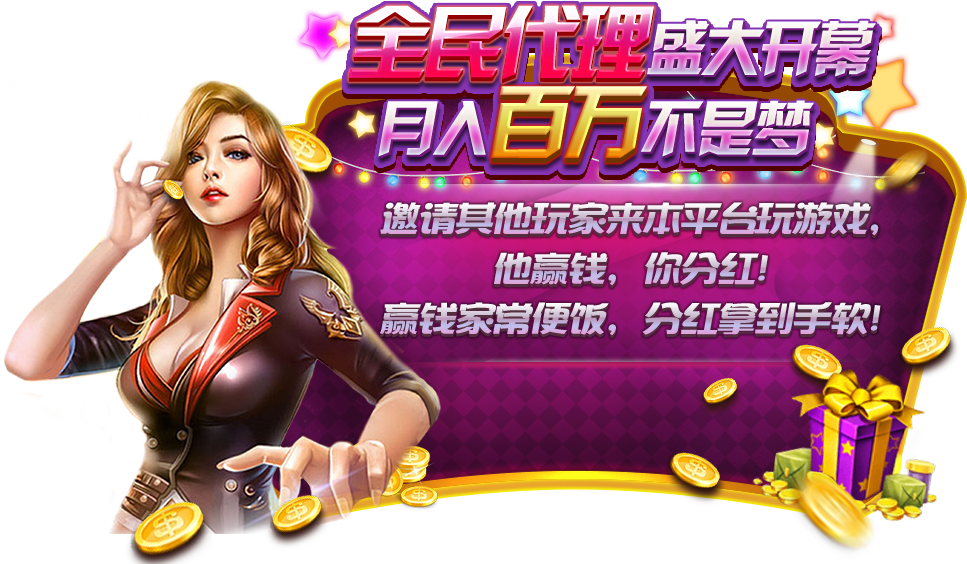 全民代理盛大开幕
月入百万不是梦
邀请其他玩家来本平台玩游戏，
他赢钱，你分红！
赢钱家常便饭，分红拿到手软！